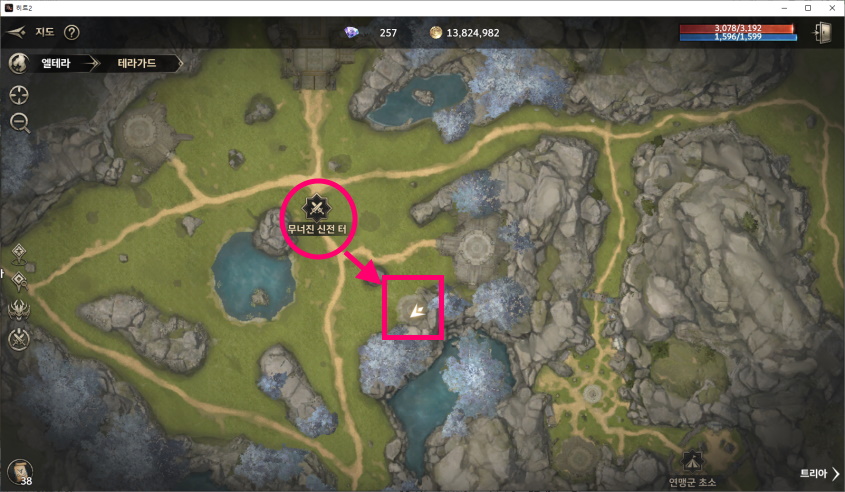 히트2
지도 ?
257
13,824,982
3,078/3,192
1,596/1,599
엘테라
테라가드
무너진 신전 터
38
연맹군 초소
트리아